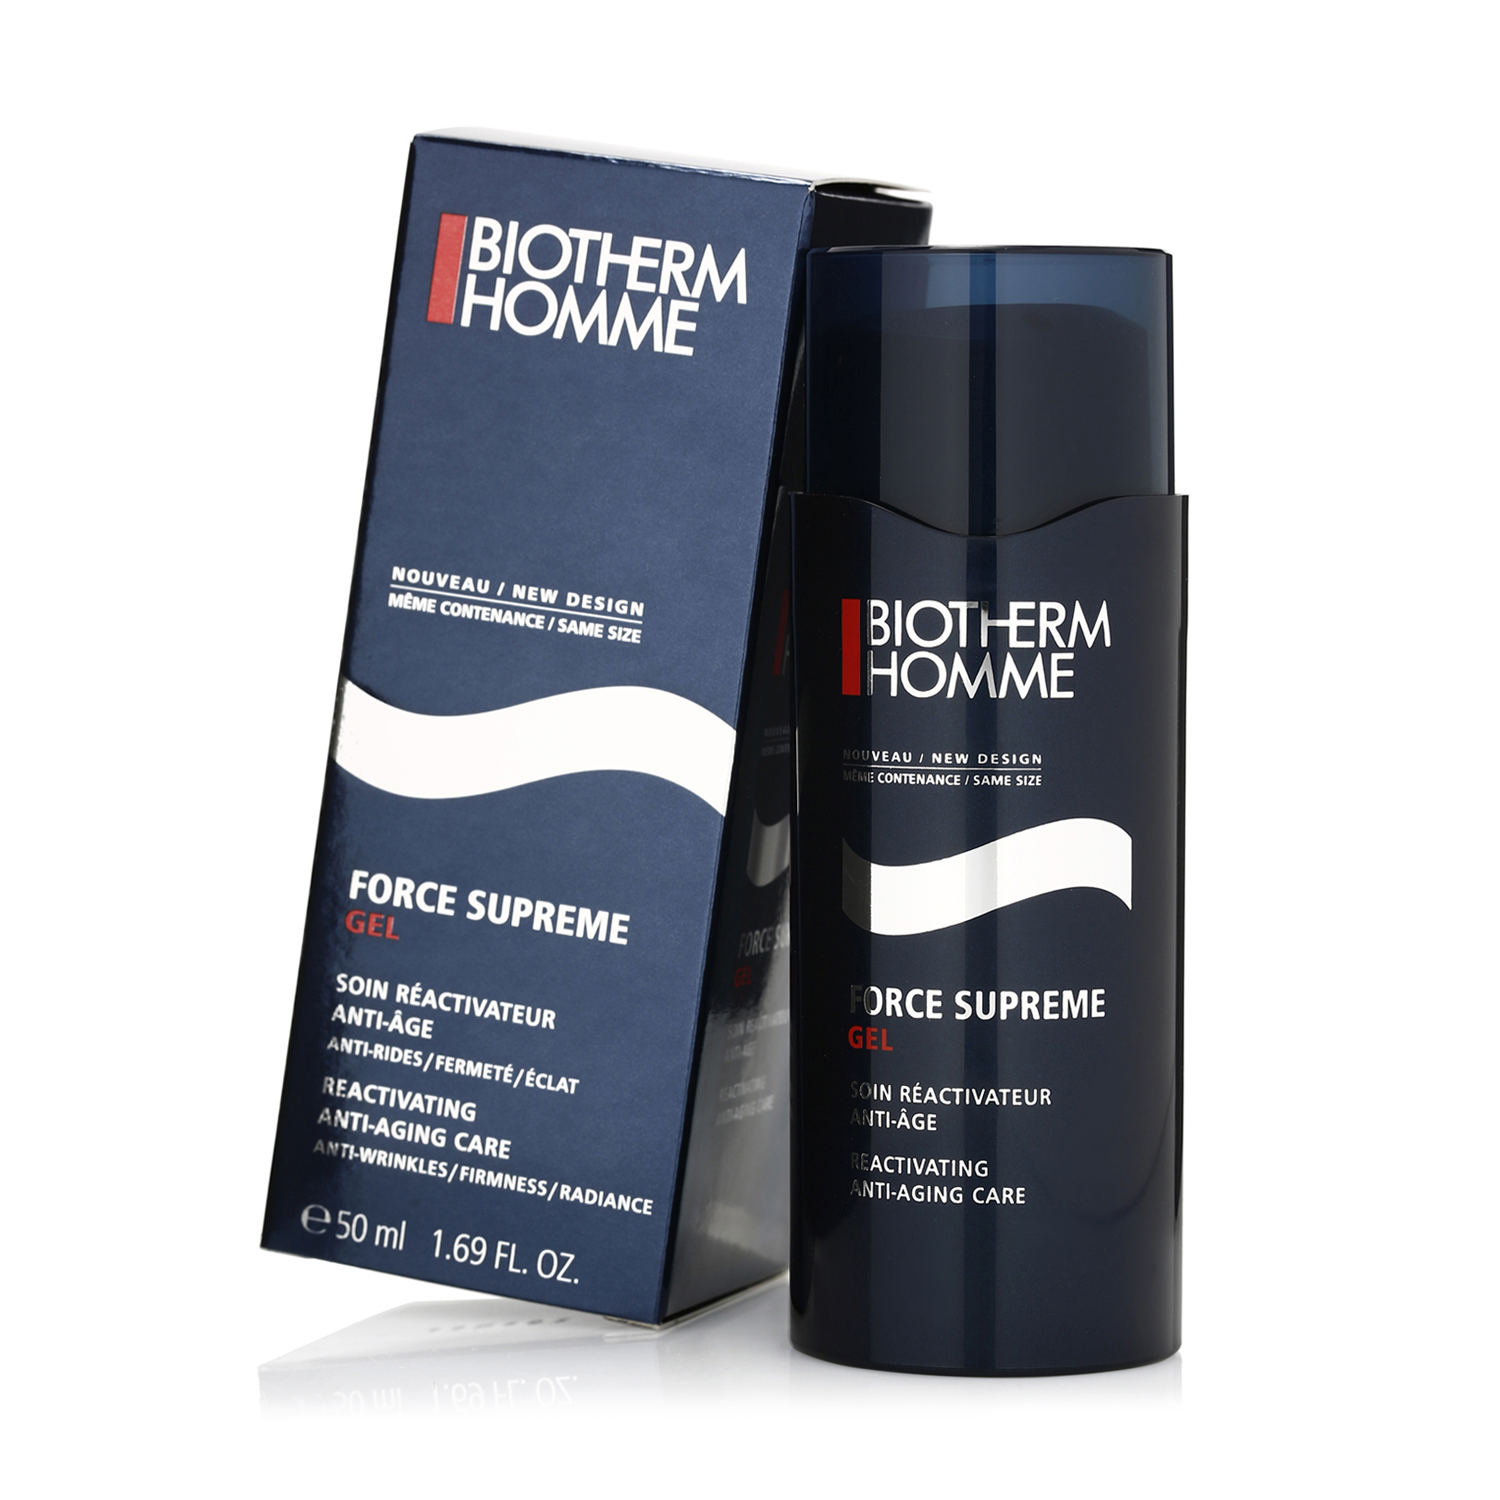 BIOTHERM
HOMME
NOUVEAU / NEW DESIGN
MÊME CONTENANCE / SAME SIZE
FORCE SUPREME
GEL
SOIN RÉACTIVATEUR
ANTI-ÂGE
ANTI-RIDES/FERMETÉ/ÉCLAT
REACTIVATING
ANTI-AGING CARE
ANTI-WRINKLES/FIRMNESS/RADIANCE
℮ 50 ml 1.69 FL. OZ.
BIOTHERM
HOMME
NOUVEAU / NEW DESIGN
MÊME CONTENANCE / SAME SIZE
FORCE SUPREME
GEL
SOIN RÉACTIVATEUR
ANTI-ÂGE
REACTIVATING
ANTI-AGING CARE